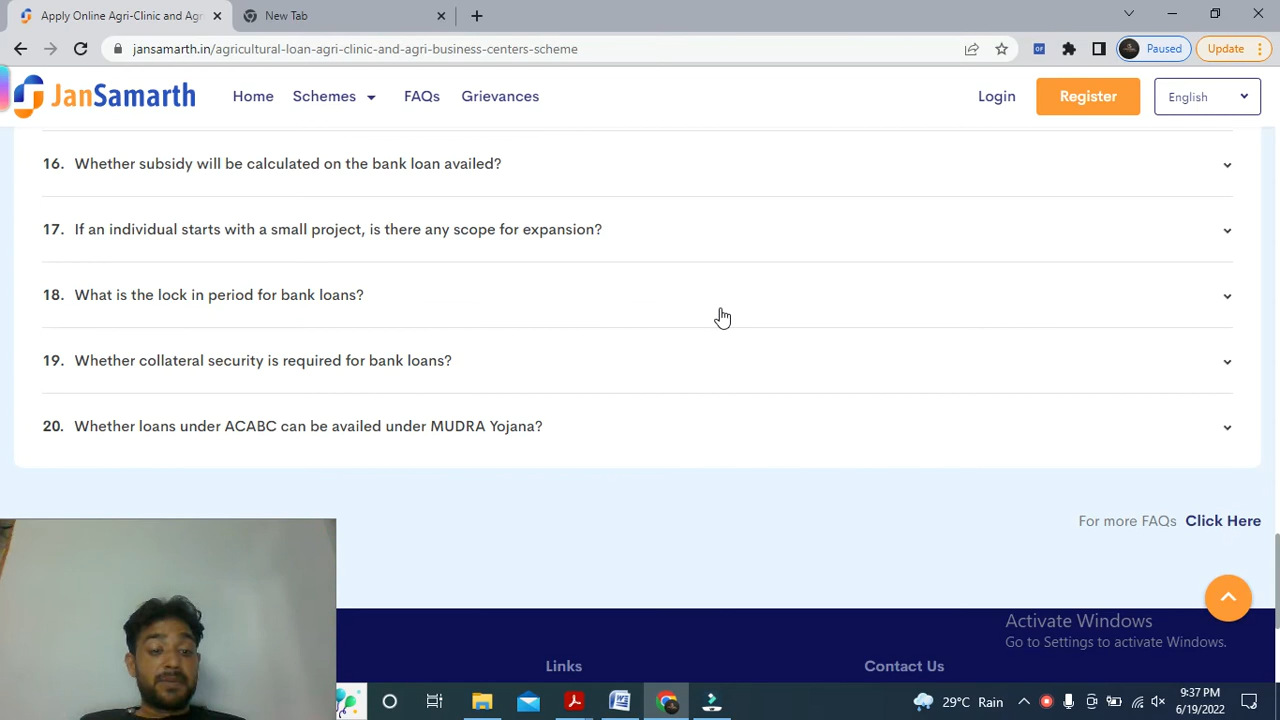 Apply Online Agri-Clinic and Agr
New Tab
jansamarth.in/agricultural-loan-agri-clinic-and-agri-business-centers-scheme
Paused
Update
JanSamarth
Home
Schemes
FAQs
Grievances
Login
Register
English
16. Whether subsidy will be calculated on the bank loan availed?
17. If an individual starts with a small project, is there any scope for expansion?
18. What is the lock in period for bank loans?
19. Whether collateral security is required for bank loans?
20. Whether loans under ACABC can be availed under MUDRA Yojana?
For more FAQs Click Here
Activate Windows
Go to Settings to activate Windows.
Links
Contact Us
29°C Rain
9:37 PM
6/19/2022